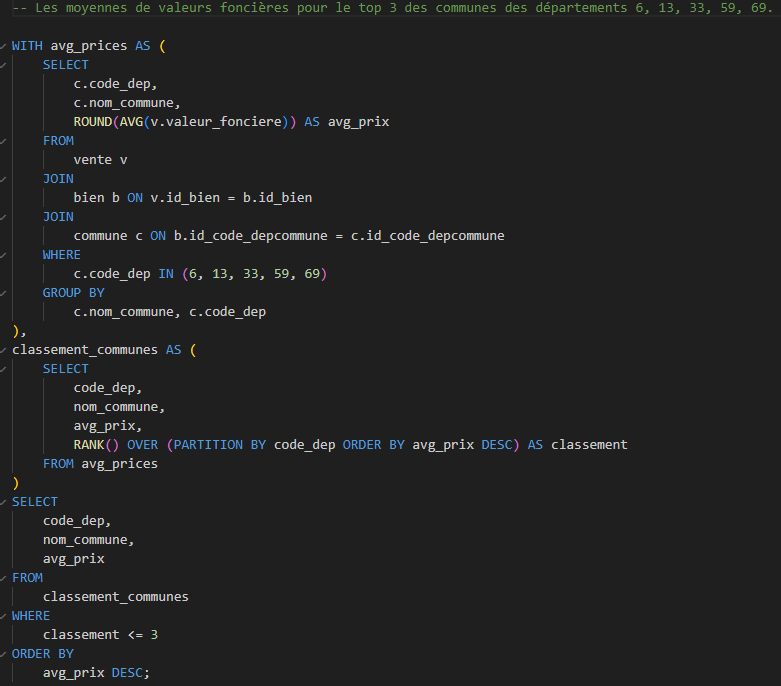 -- Les moyennes de valeurs foncières pour le top 3 des communes des départements 6, 13, 33, 59, 69.
WITH avg_prices AS (
    SELECT
        c.code_dep,
        c.nom_commune,
        ROUND(AVG(v.valeur_fonciere)) AS avg_prix
    FROM
        vente v
    JOIN
        bien b ON v.id_bien = b.id_bien
    JOIN
        commune c ON b.id_code_depcommune = c.id_code_depcommune
    WHERE
        c.code_dep IN (6, 13, 33, 59, 69)
    GROUP BY
        c.nom_commune, c.code_dep
),
classement_communes AS (
    SELECT
        code_dep,
        nom_commune,
        avg_prix,
        RANK() OVER (PARTITION BY code_dep ORDER BY avg_prix DESC) AS classement
    FROM avg_prices
)
SELECT
    code_dep,
    nom_commune,
    avg_prix
FROM
    classement_communes
WHERE
    classement <= 3
ORDER BY
    avg_prix DESC;